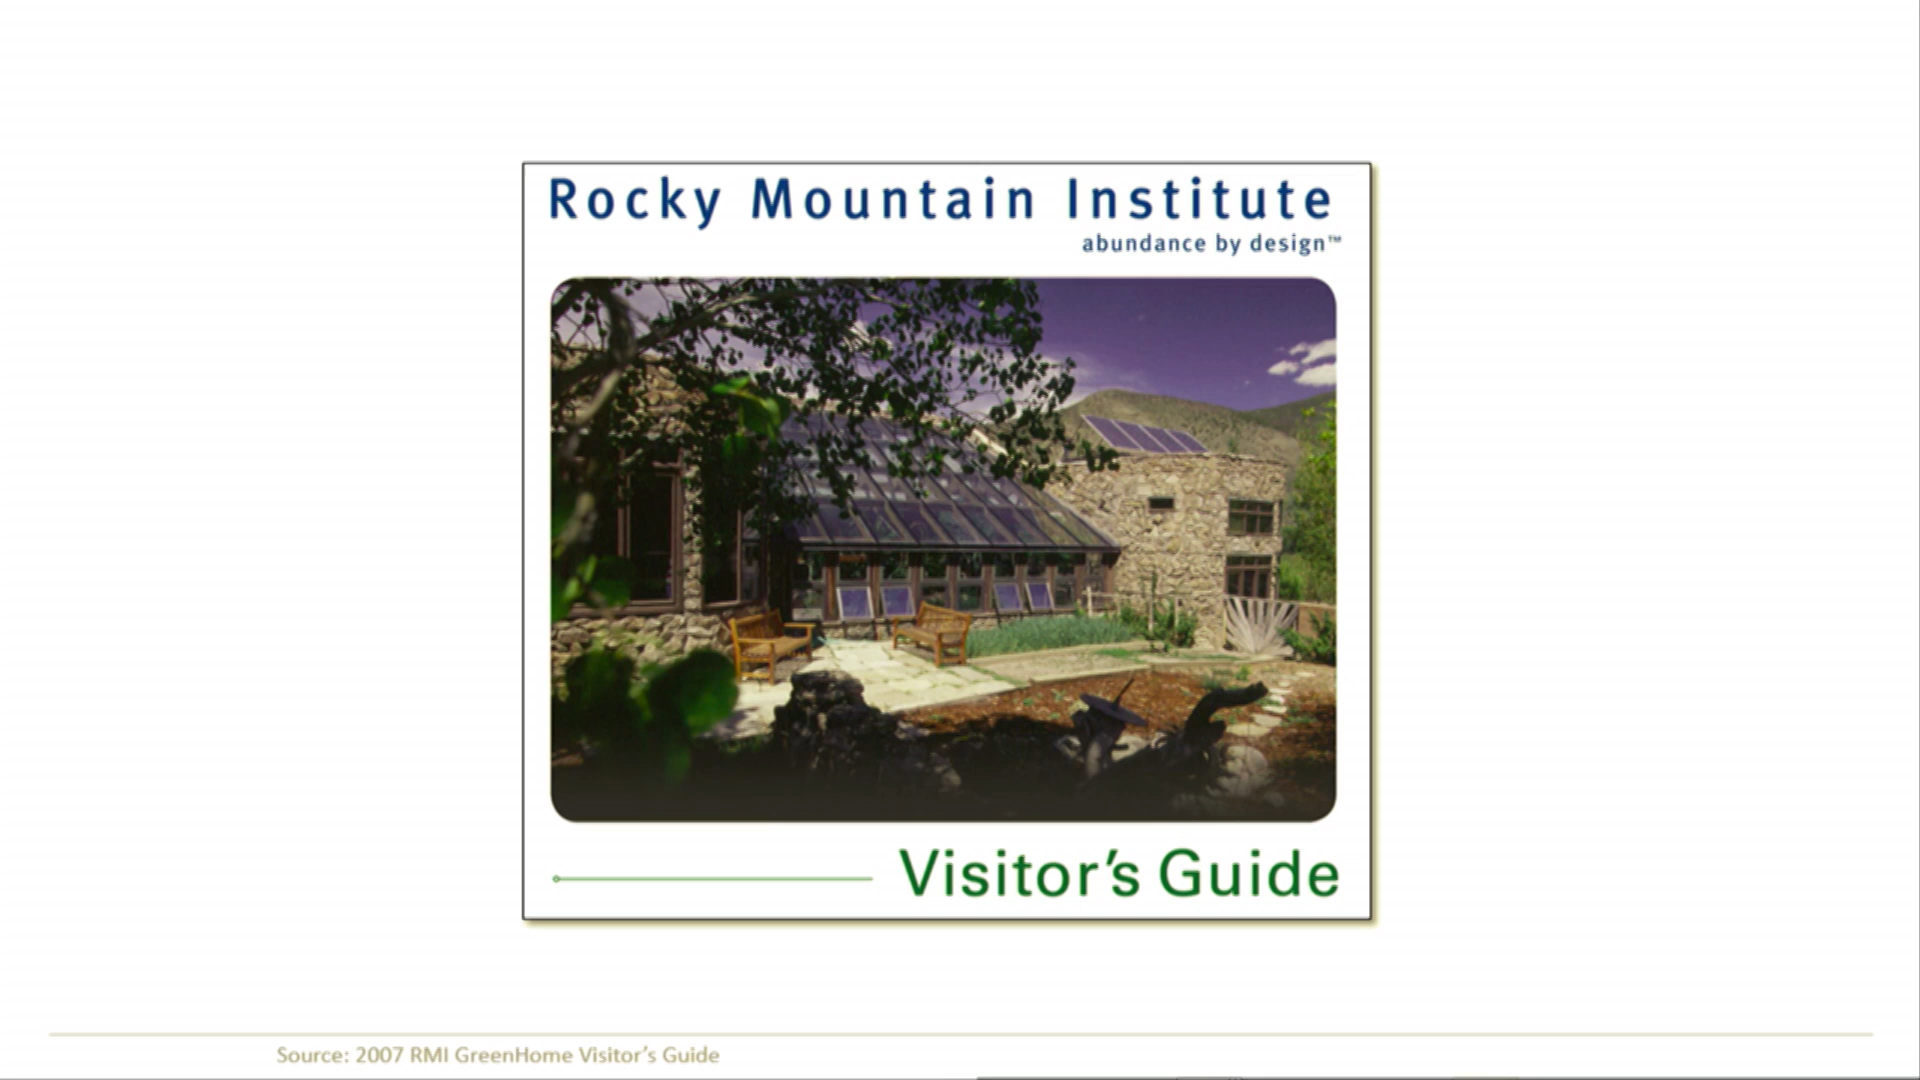 Rocky Mountain Institute
abundance by design™
Visitor's Guide
Source: 2007 RMI GreenHome Visitor's Guide